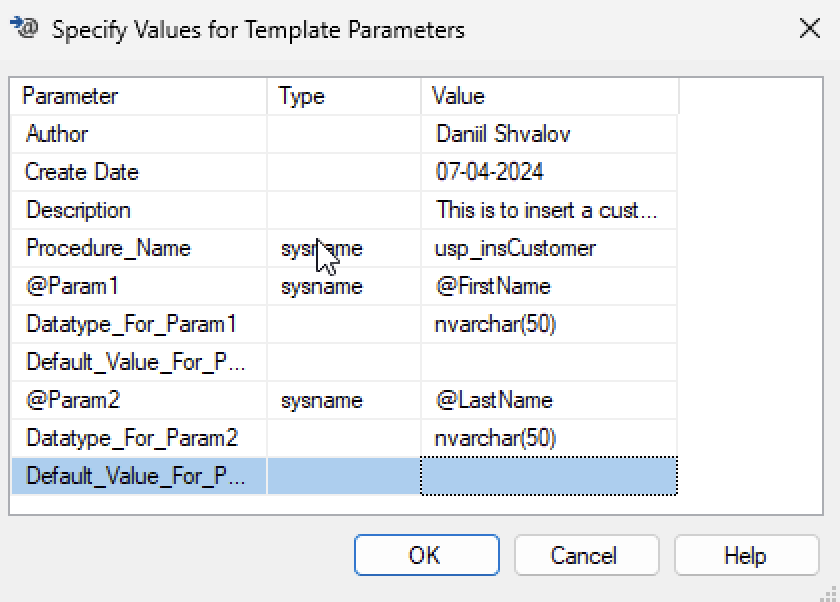 Specify Values for Template Parameters
Parameter Type Value
Author Daniil Shvalov
Create Date 07-04-2024
Description This is to insert a cust...
Procedure_Name sysname usp_insCustomer
@Param1 sysname @FirstName
Datatype_For_Param1 nvarchar(50)
Default_Value_For_P...
@Param2 sysname @LastName
Datatype_For_Param2 nvarchar(50)
Default_Value_For_P...
OK Cancel Help